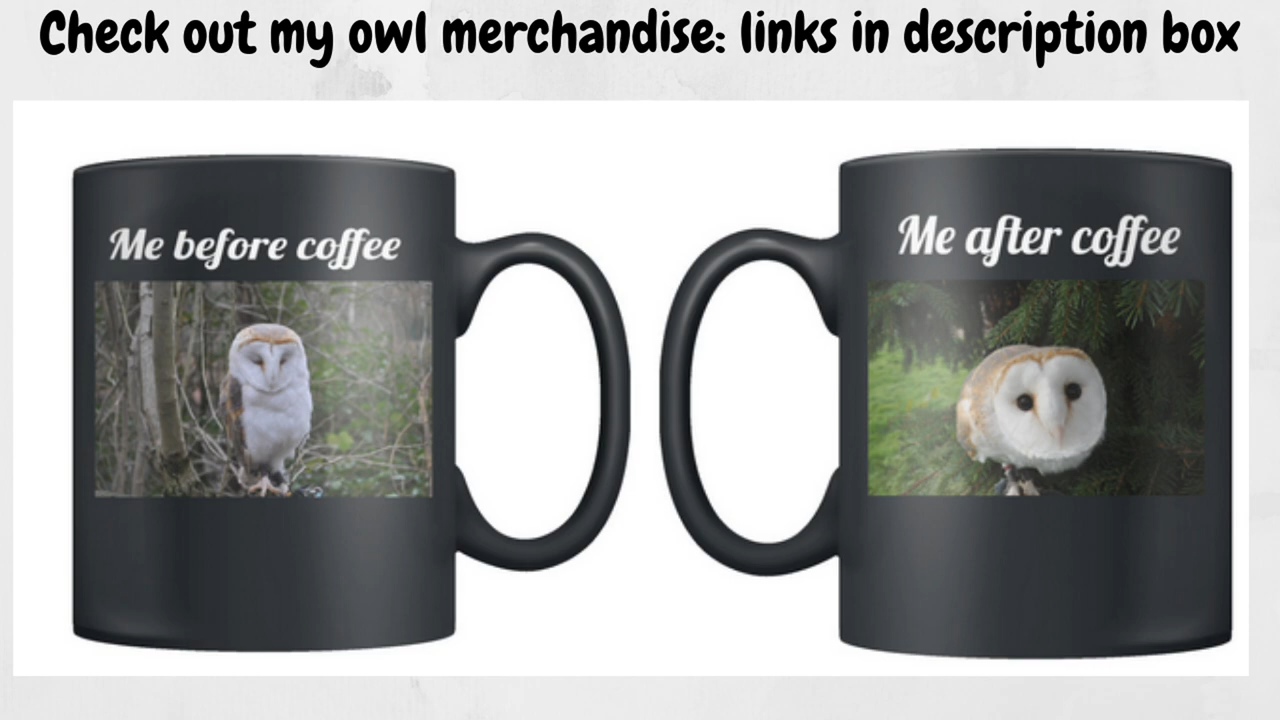 Check out my owl merchandise: links in description box
Me before coffee
Me after coffee